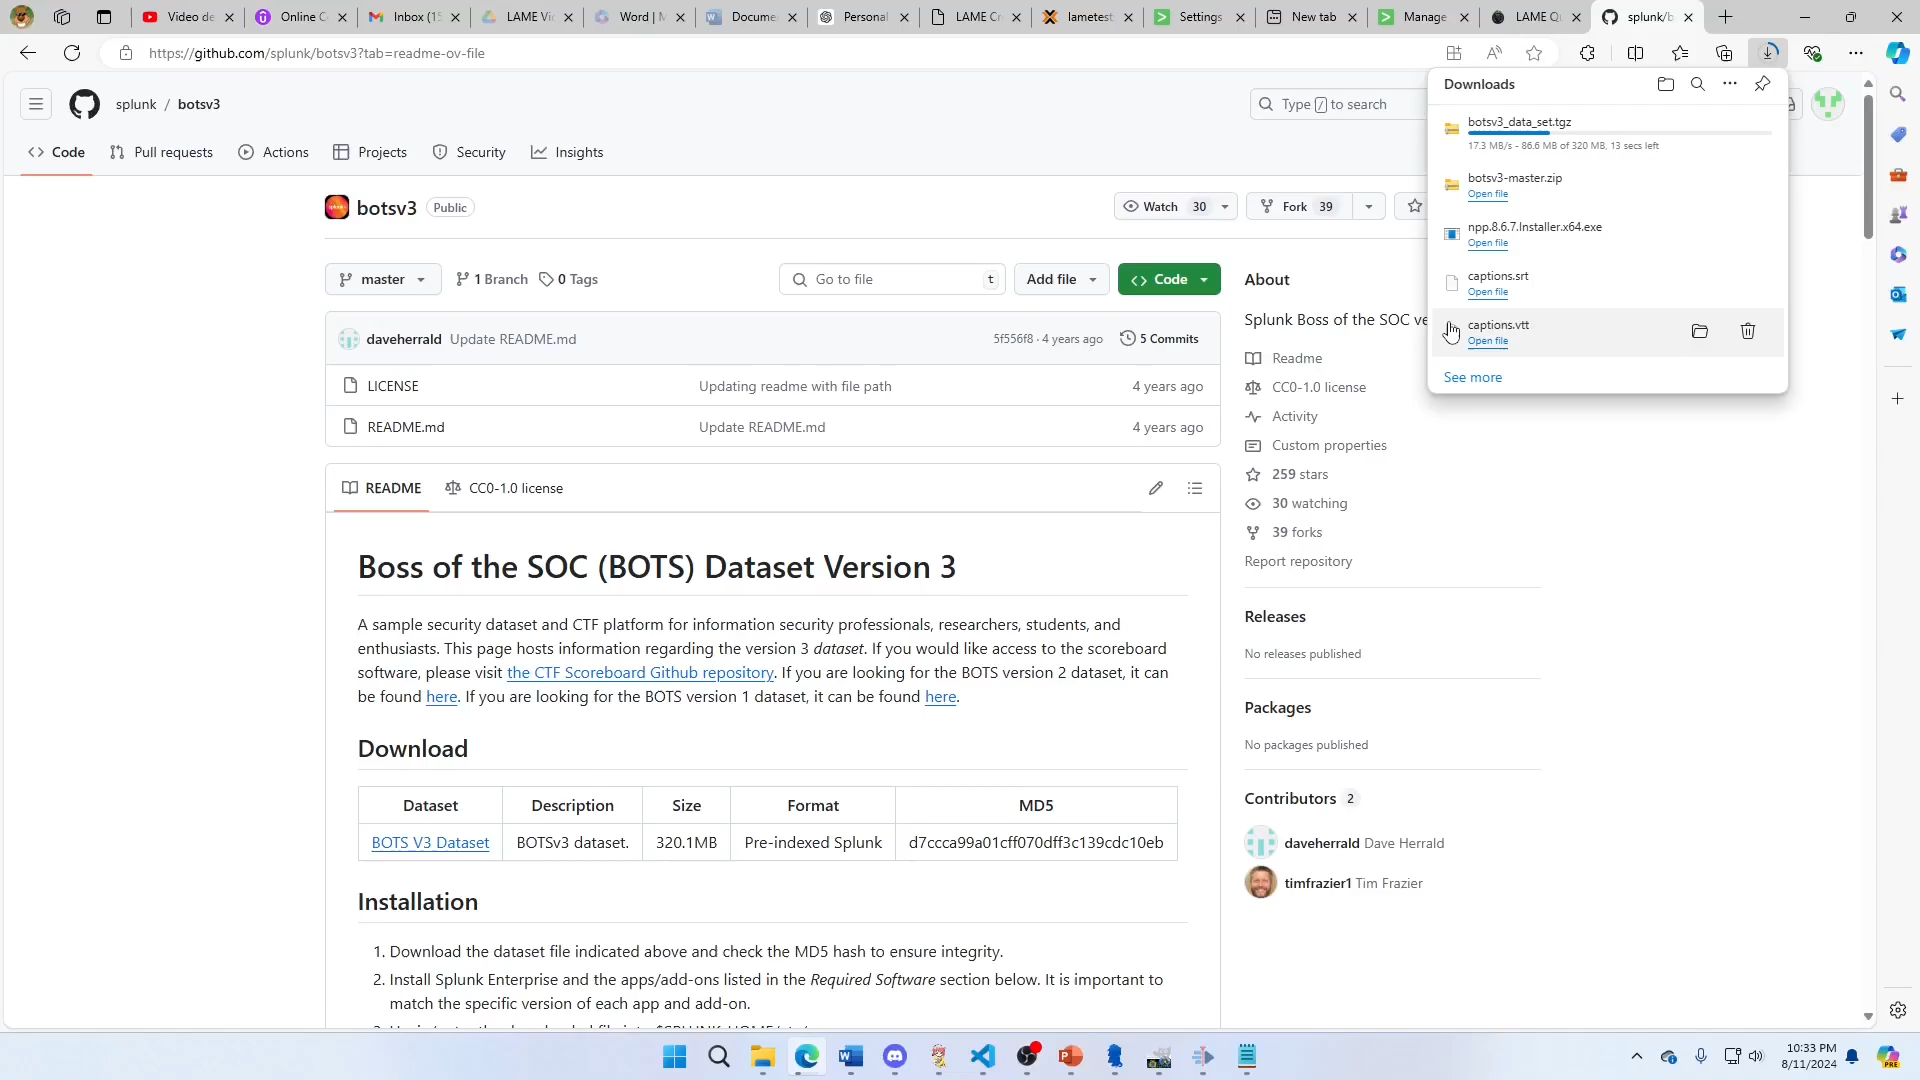 Video de
Online C
Inbox (15
LAME Vi
Word | M
Docume
Personal
LAME Cr
lametest
Settings
New tab
Manage
LAME Qu
splunk/b
https://github.com/splunk/botsv3?tab=readme-ov-file
splunk / botsv3
Type / to search
Code
Pull requests
Actions
Projects
Security
Insights
Downloads
botsv3_data_set.tgz
17.3 MB/s - 86.6 MB of 320 MB, 13 secs left
botsv3-master.zip
Open file
npp.8.6.7.Installer.x64.exe
Open file
captions.srt
Open file
captions.vtt
Open file
See more
botsv3 Public
Watch 30
Fork 39
master
1 Branch
0 Tags
Go to file t
Add file
Code
daveherrald Update README.md 5f556f8 · 4 years ago 5 Commits
LICENSE Updating readme with file path 4 years ago
README.md Update README.md 4 years ago
README
CC0-1.0 license
Boss of the SOC (BOTS) Dataset Version 3
A sample security dataset and CTF platform for information security professionals, researchers, students, and
enthusiasts. This page hosts information regarding the version 3 dataset. If you would like access to the scoreboard
software, please visit the CTF Scoreboard Github repository. If you are looking for the BOTS version 2 dataset, it can
be found here. If you are looking for the BOTS version 1 dataset, it can be found here.
Download
Dataset Description Size Format MD5
BOTS V3 Dataset BOTSv3 dataset. 320.1MB Pre-indexed Splunk d7ccca99a01cff070dff3c139cdc10eb
Installation
1. Download the dataset file indicated above and check the MD5 hash to ensure integrity.
2. Install Splunk Enterprise and the apps/add-ons listed in the Required Software section below. It is important to
match the specific version of each app and add-on.
About
Splunk Boss of the SOC ve
Readme
CC0-1.0 license
Activity
Custom properties
259 stars
30 watching
39 forks
Report repository
Releases
No releases published
Packages
No packages published
Contributors 2
daveherrald Dave Herrald
timfrazier1 Tim Frazier
10:33 PM
8/11/2024